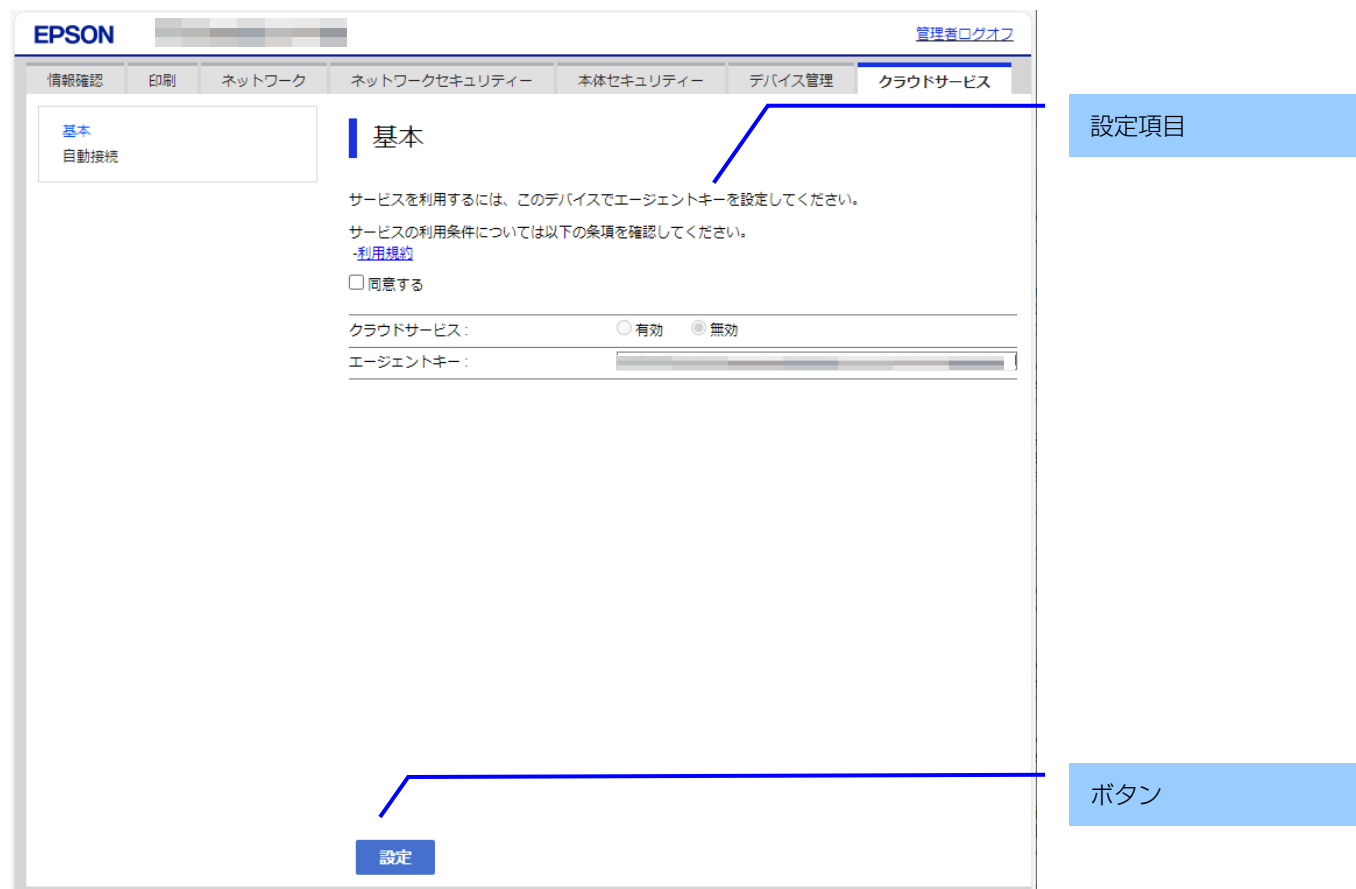 EPSON
管理者ログオフ
情報確認 印刷 ネットワーク ネットワークセキュリティー 本体セキュリティー デバイス管理 クラウドサービス
基本
自動接続
基本
サービスを利用するには、このデバイスでエージェントキーを設定してください。
サービスの利用条件については以下の条項を確認してください。
-利用規約
同意する
クラウドサービス : 有効 無効
エージェントキー :
設定
設定項目
ボタン